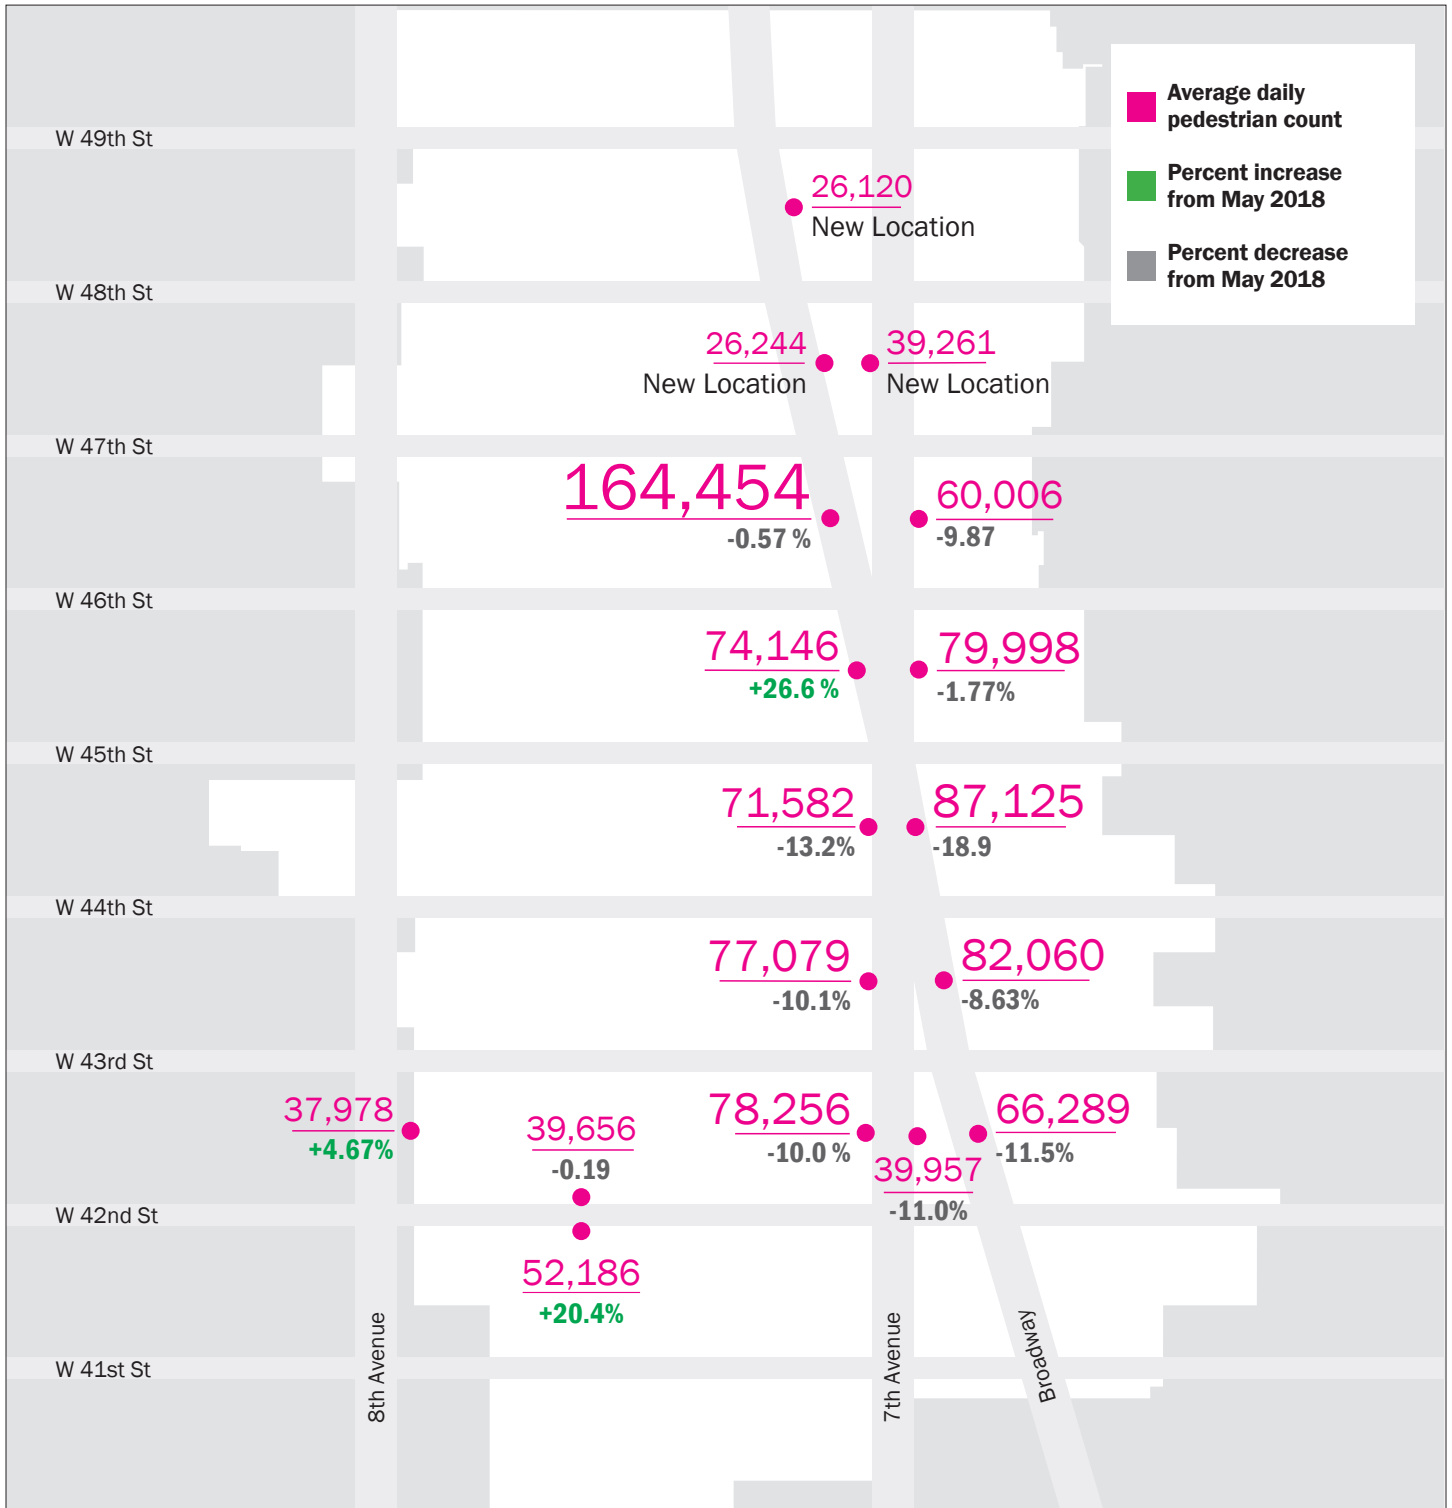 Average daily
pedestrian count
Percent increase
from May 2018
Percent decrease
from May 2018
W 49th St
26,120
New Location
W 48th St
26,244
New Location
39,261
New Location
W 47th St
164,454
-0.57 %
60,006
-9.87
W 46th St
74,146
+26.6 %
79,998
-1.77%
W 45th St
71,582
-13.2%
87,125
-18.9
W 44th St
77,079
-10.1%
82,060
-8.63%
W 43rd St
37,978
+4.67%
39,656
-0.19
78,256
-10.0 %
39,957
-11.0%
66,289
-11.5%
W 42nd St
52,186
+20.4%
W 41st St
8th Avenue
7th Avenue
Broadway